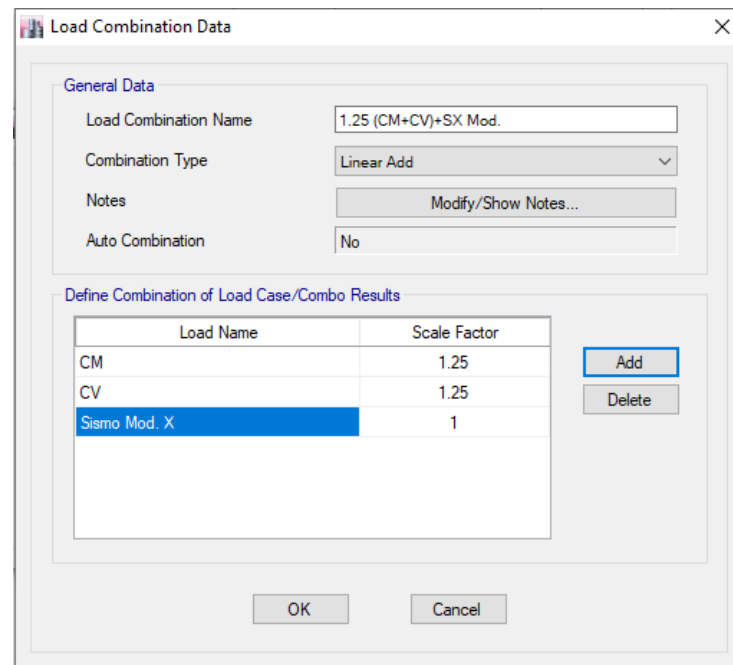 Load Combination Data
General Data
Load Combination Name 1.25 (CM+CV)+SX Mod.
Combination Type Linear Add
Notes Modify/Show Notes...
Auto Combination No
Define Combination of Load Case/Combo Results
Load Name Scale Factor
CM 1.25 Add
CV 1.25 Delete
Sismo Mod. X 1
OK Cancel